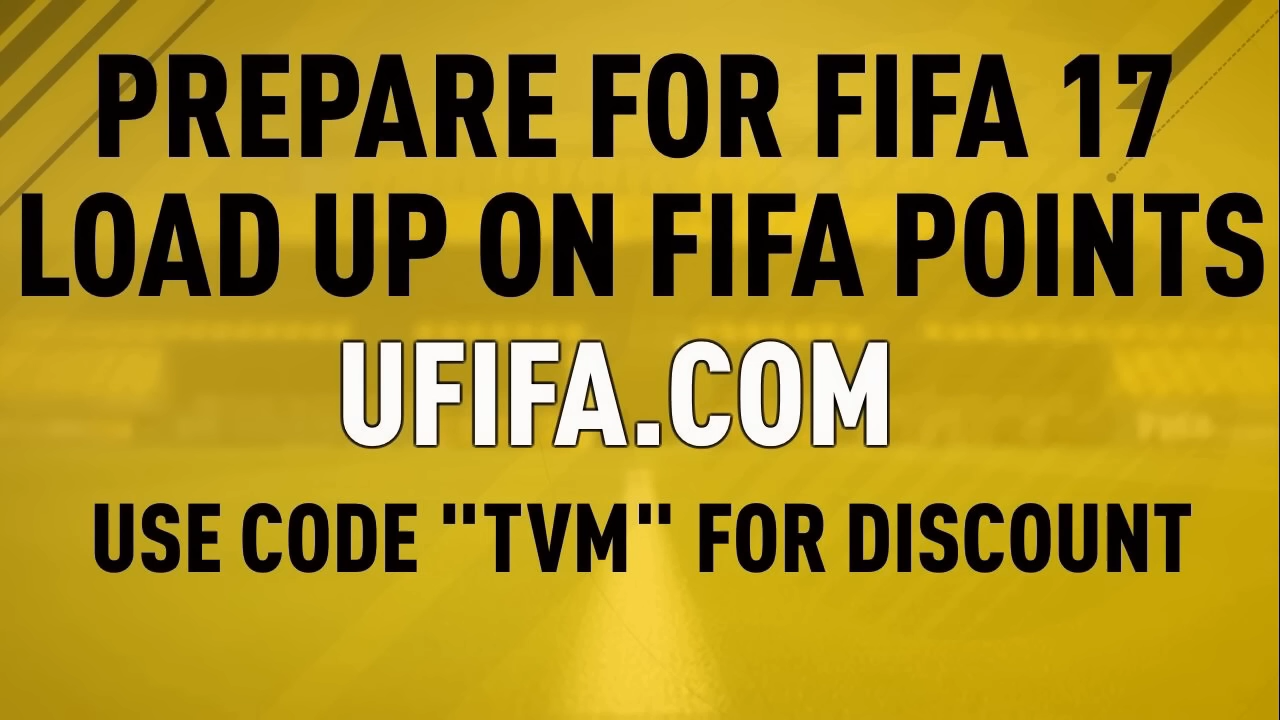 PREPARE FOR FIFA 17
LOAD UP ON FIFA POINTS
UFIFA.COM
USE CODE "TVM" FOR DISCOUNT